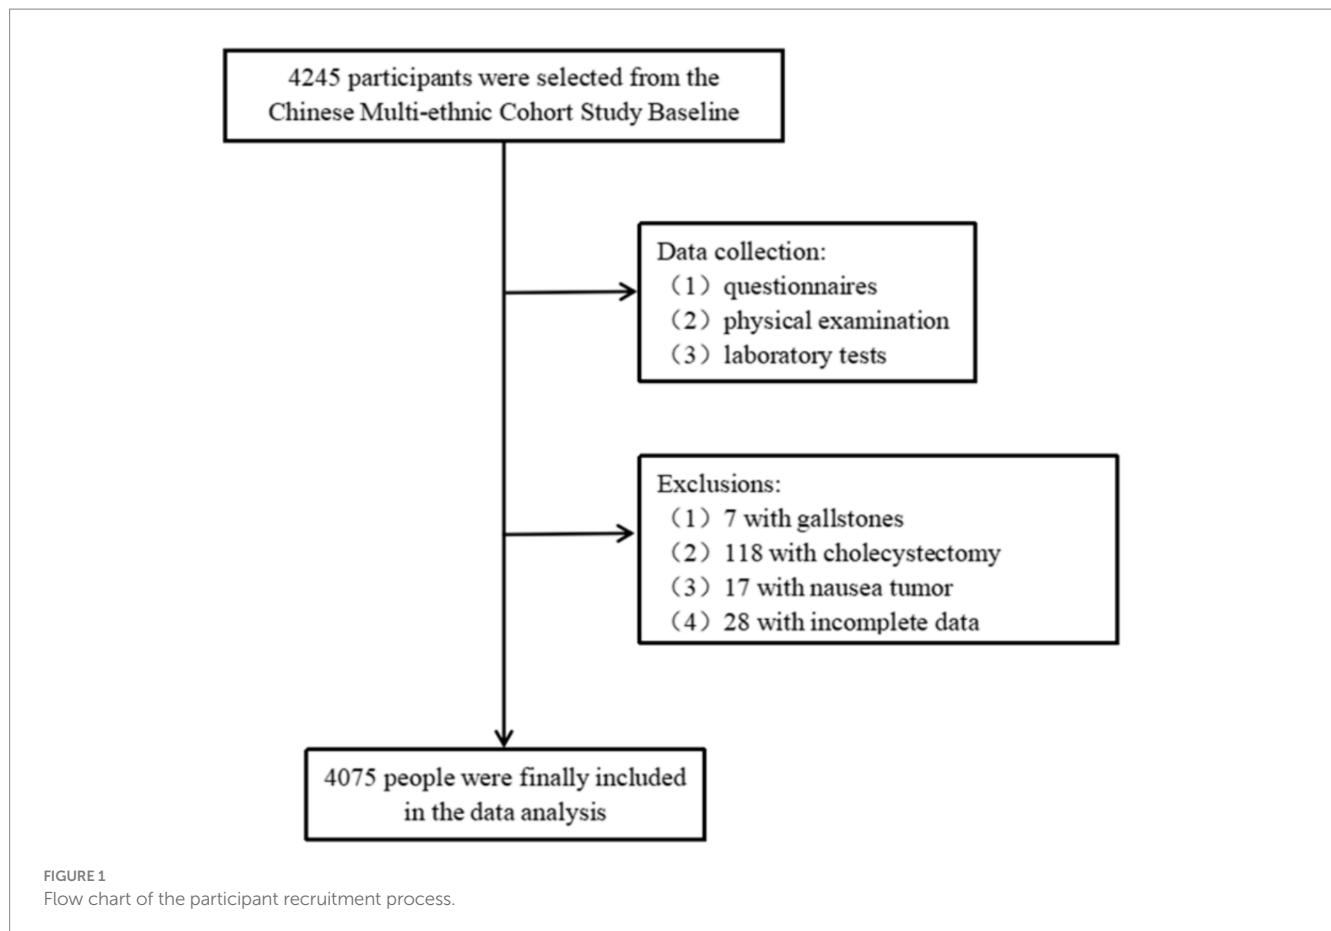 4245 participants were selected from the
Chinese Multi-ethnic Cohort Study Baseline
Data collection:
（1）questionnaires
（2）physical examination
（3）laboratory tests
Exclusions:
（1）7 with gallstones
（2）118 with cholecystectomy
（3）17 with nausea tumor
（4）28 with incomplete data
4075 people were finally included
in the data analysis
FIGURE 1
Flow chart of the participant recruitment process.